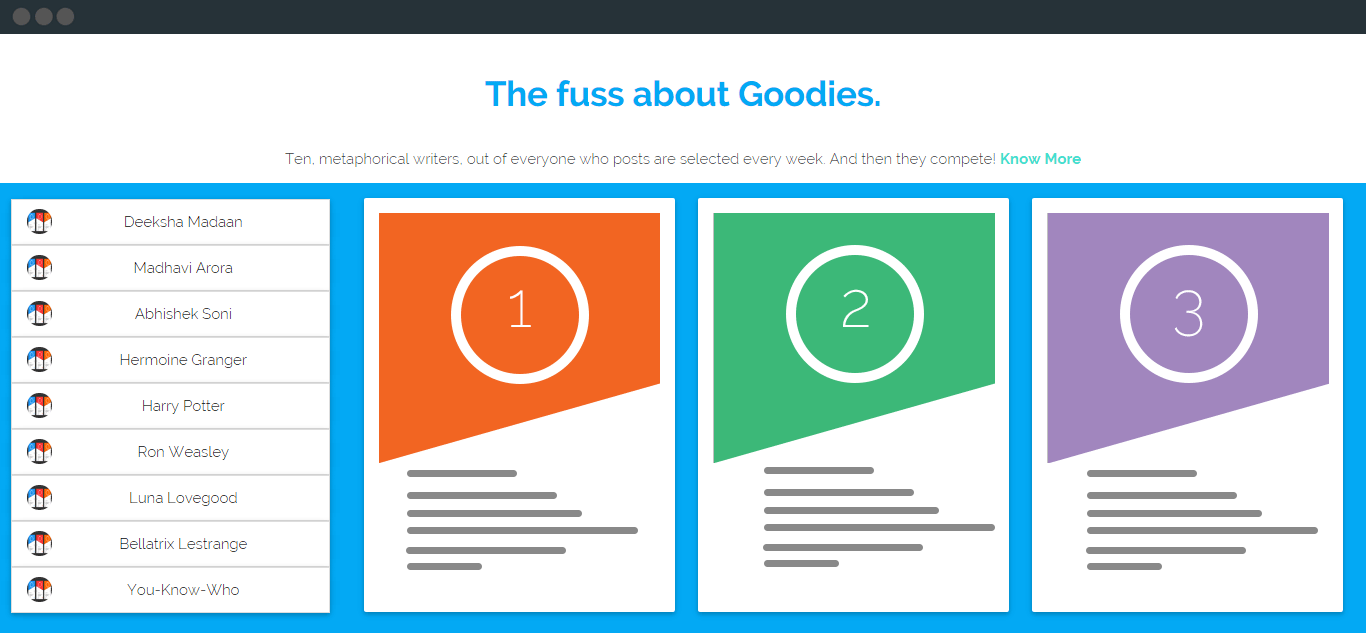 The fuss about Goodies.
Ten, metaphorical writers, out of everyone who posts are selected every week. And then they compete! Know More
Deeksha Madaan
Madhavi Arora
Abhishek Soni
Hermoine Granger
Harry Potter
Ron Weasley
Luna Lovegood
Bellatrix Lestrange
You-Know-Who
1
2
3